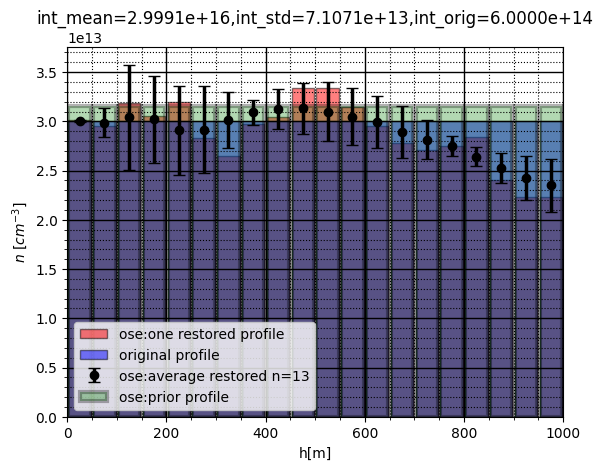 int_mean=2.9991e+16,int_std=7.1071e+13,int_orig=6.0000e+14
1e13
3.5
3.0
2.5
2.0
1.5
1.0
0.5
0.0
n [cm⁻³]
ose:one restored profile
original profile
ose:average restored n=13
ose:prior profile
0 200 400 600 800 1000
h[m]